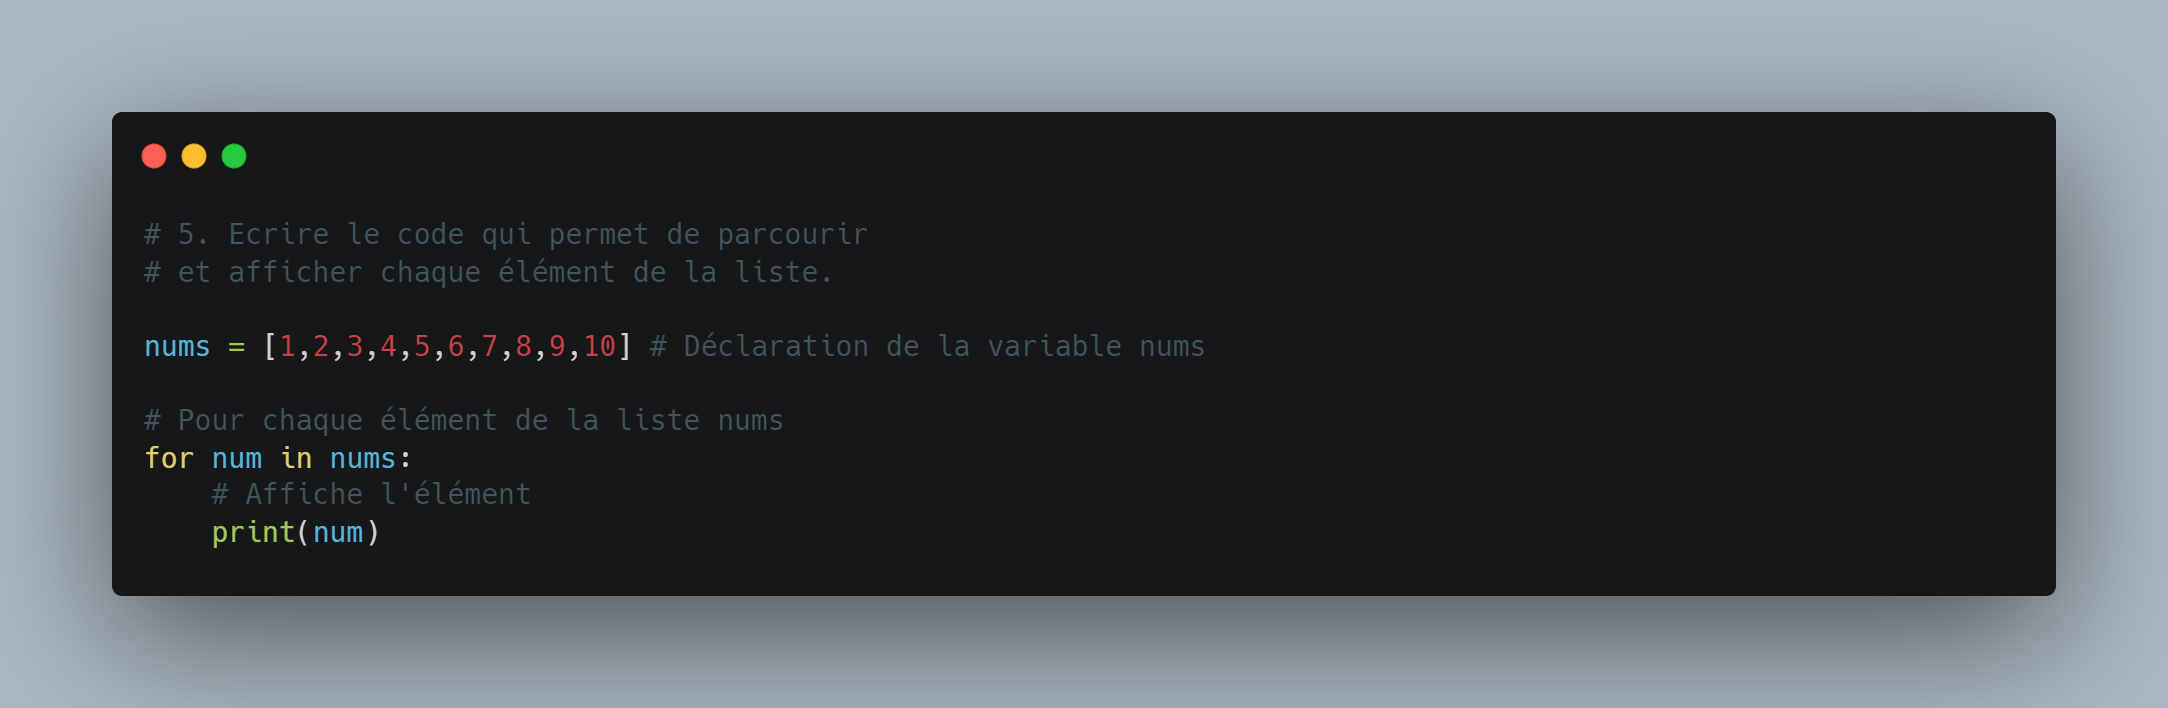 # 5. Ecrire le code qui permet de parcourir
# et afficher chaque élément de la liste.
nums = [1,2,3,4,5,6,7,8,9,10] # Déclaration de la variable nums
# Pour chaque élément de la liste nums
for num in nums:
    # Affiche l'élément
    print(num)